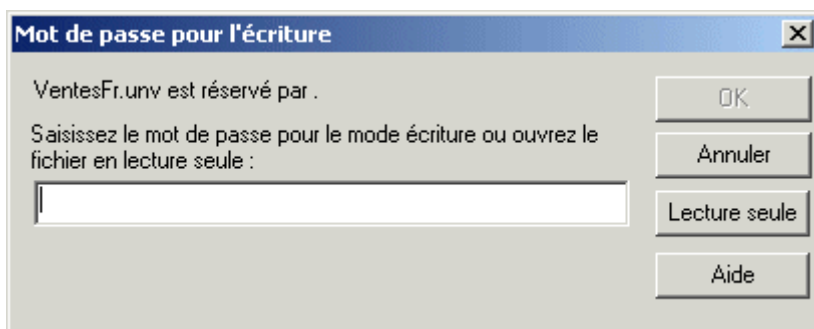 Mot de passe pour l'écriture
VentesFr.unv est réservé par .
OK
Saisissez le mot de passe pour le mode écriture ou ouvrez le
fichier en lecture seule :
Annuler
Lecture seule
Aide